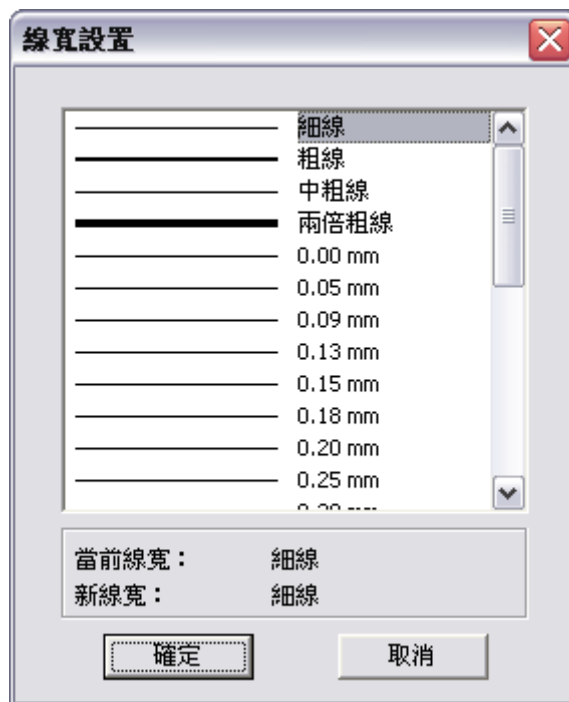 線寬設置
細線
粗線
中粗線
兩倍粗線
0.00 mm
0.05 mm
0.09 mm
0.13 mm
0.15 mm
0.18 mm
0.20 mm
0.25 mm
當前線寬：　細線
新線寬：　細線
確定　取消